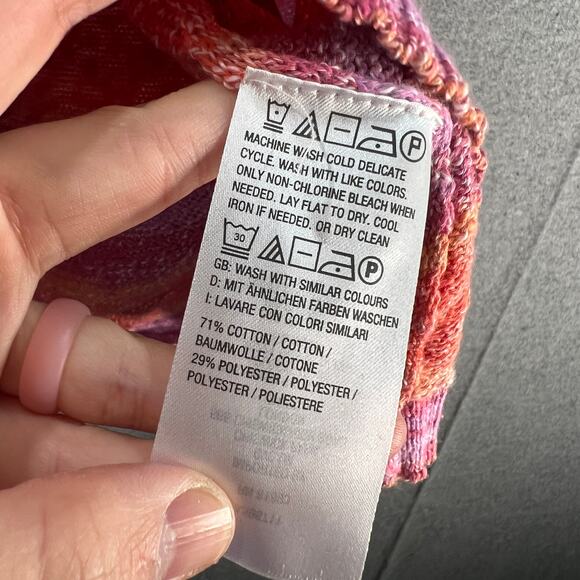 P
MACHINE WASH COLD DELICATE
CYCLE. WASH WITH LIKE COLORS.
ONLY NON-CHLORINE BLEACH WHEN
NEEDED. LAY FLAT TO DRY. COOL
IRON IF NEEDED. OR DRY CLEAN
30 P
GB: WASH WITH SIMILAR COLOURS
D: MIT ÄHNLICHEN FARBEN WASCHEN
I: LAVARE CON COLORI SIMILARI
71% COTTON / COTTON /
BAUMWOLLE / COTONE
29% POLYESTER / POLYESTER /
POLYESTER / POLIESTERE